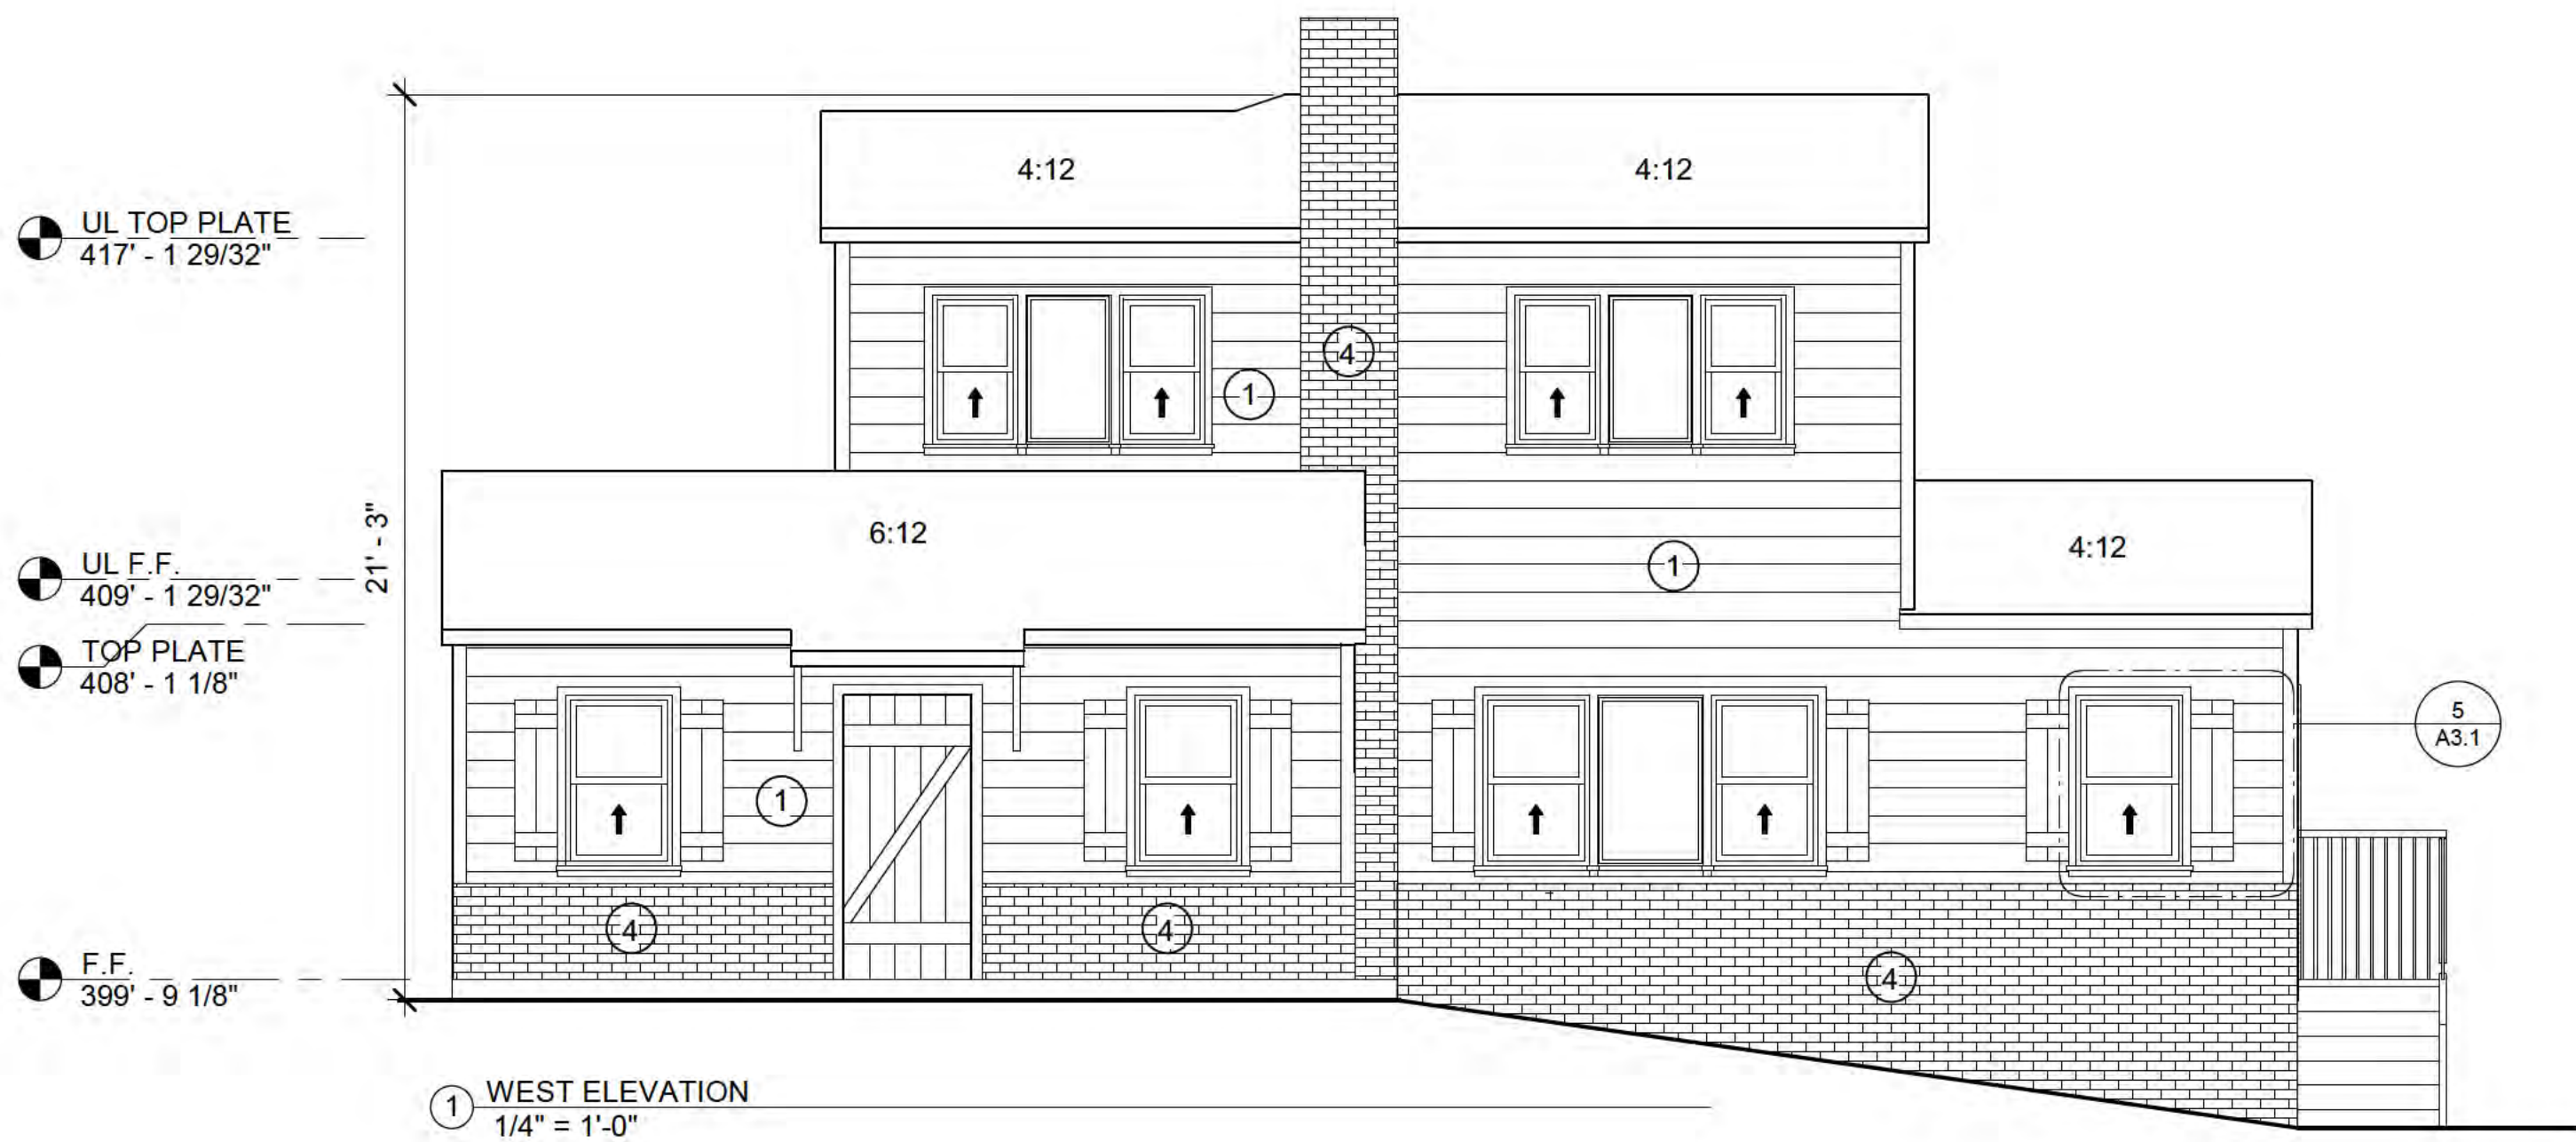 4:12
4:12
UL TOP PLATE
417' - 1 29/32"
4
1
21' - 3"
6:12
4:12
UL F.F.
409' - 1 29/32"
1
TOP PLATE
408' - 1 1/8"
5
A3.1
1
4
4
4
F.F.
399' - 9 1/8"
1
WEST ELEVATION
1/4" = 1'-0"